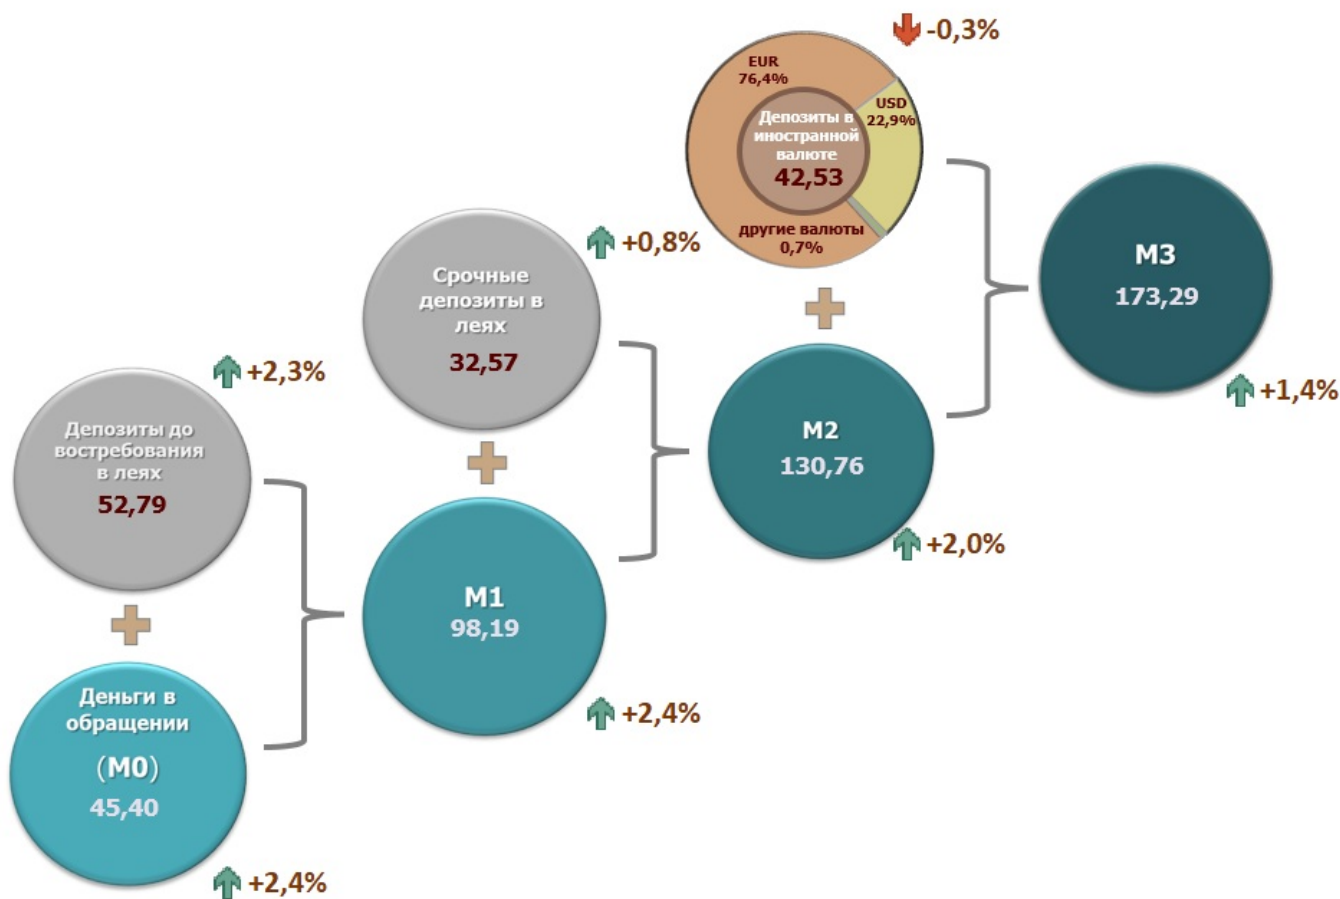 -0,3%
EUR
76,4%
USD
22,9%
Депозиты в
иностранной
валюте
42,53
другие валюты
0,7%
+0,8%
Срочные
депозиты в
леях
32,57
M3
173,29
+1,4%
+2,3%
Депозиты до
востребования
в леях
52,79
M2
130,76
+2,0%
M1
98,19
+2,4%
Деньги в
обращении
(M0)
45,40
+2,4%